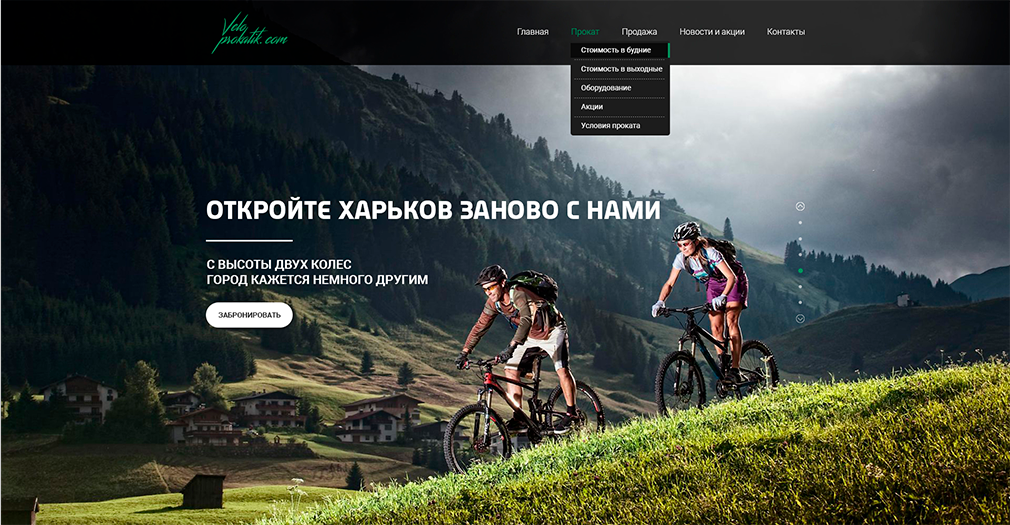 Velo
prokatik.com
Главная Прокат Продажа Новости и акции Контакты
Стоимость в будние
Стоимость в выходные
Оборудование
Акции
Условия проката
ОТКРОЙТЕ ХАРЬКОВ ЗАНОВО С НАМИ
С ВЫСОТЫ ДВУХ КОЛЕС
ГОРОД КАЖЕТСЯ НЕМНОГО ДРУГИМ
ЗАБРОНИРОВАТЬ